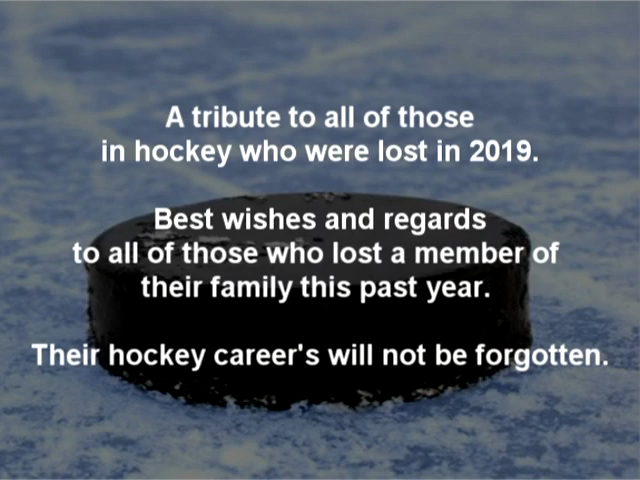 A tribute to all of those
in hockey who were lost in 2019.
Best wishes and regards
to all of those who lost a member of
their family this past year.
Their hockey career's will not be forgotten.